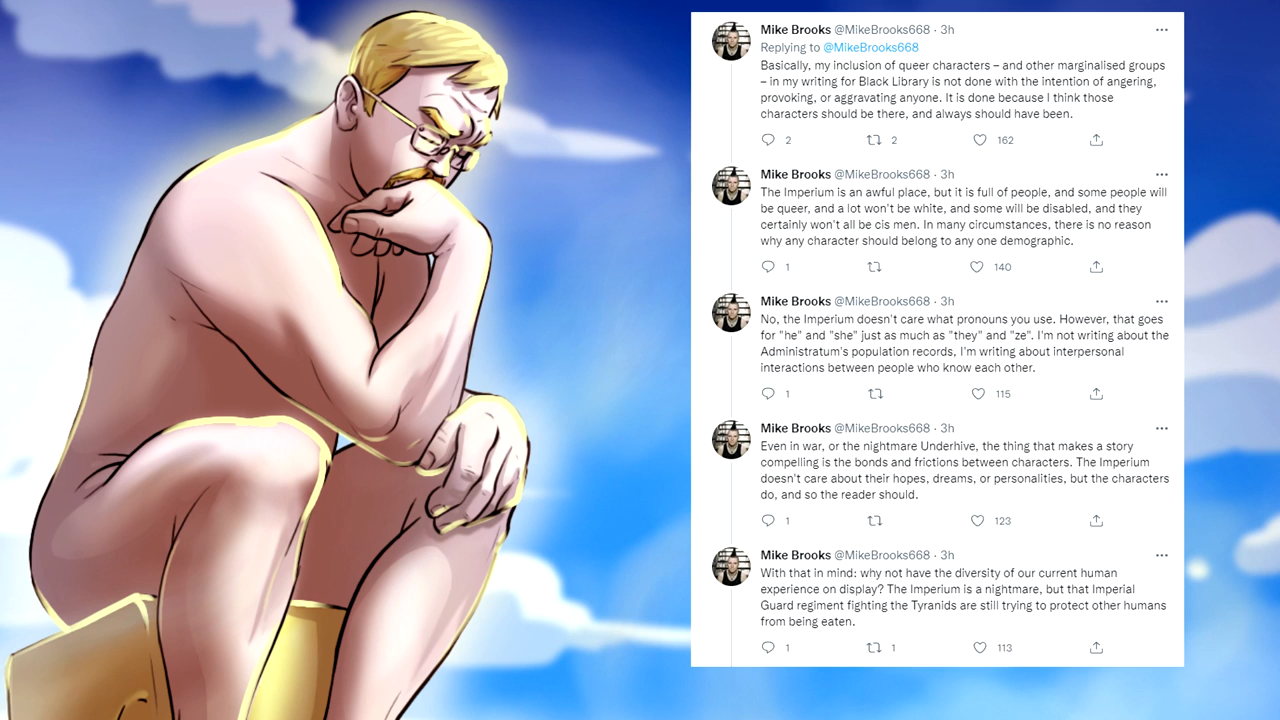 Mike Brooks @MikeBrooks668 · 3h
Replying to @MikeBrooks668
Basically, my inclusion of queer characters – and other marginalised groups
– in my writing for Black Library is not done with the intention of angering,
provoking, or aggravating anyone. It is done because I think those
characters should be there, and always should have been.
2 2 162
Mike Brooks @MikeBrooks668 · 3h
The Imperium is an awful place, but it is full of people, and some people will
be queer, and a lot won't be white, and some will be disabled, and they
certainly won't all be cis men. In many circumstances, there is no reason
why any character should belong to any one demographic.
1 140
Mike Brooks @MikeBrooks668 · 3h
No, the Imperium doesn't care what pronouns you use. However, that goes
for "he" and "she" just as much as "they" and "ze". I'm not writing about the
Administratum's population records, I'm writing about interpersonal
interactions between people who know each other.
1 115
Mike Brooks @MikeBrooks668 · 3h
Even in war, or the nightmare Underhive, the thing that makes a story
compelling is the bonds and frictions between characters. The Imperium
doesn't care about their hopes, dreams, or personalities, but the characters
do, and so the reader should.
1 123
Mike Brooks @MikeBrooks668 · 3h
With that in mind: why not have the diversity of our current human
experience on display? The Imperium is a nightmare, but that Imperial
Guard regiment fighting the Tyranids are still trying to protect other humans
from being eaten.
1 1 113